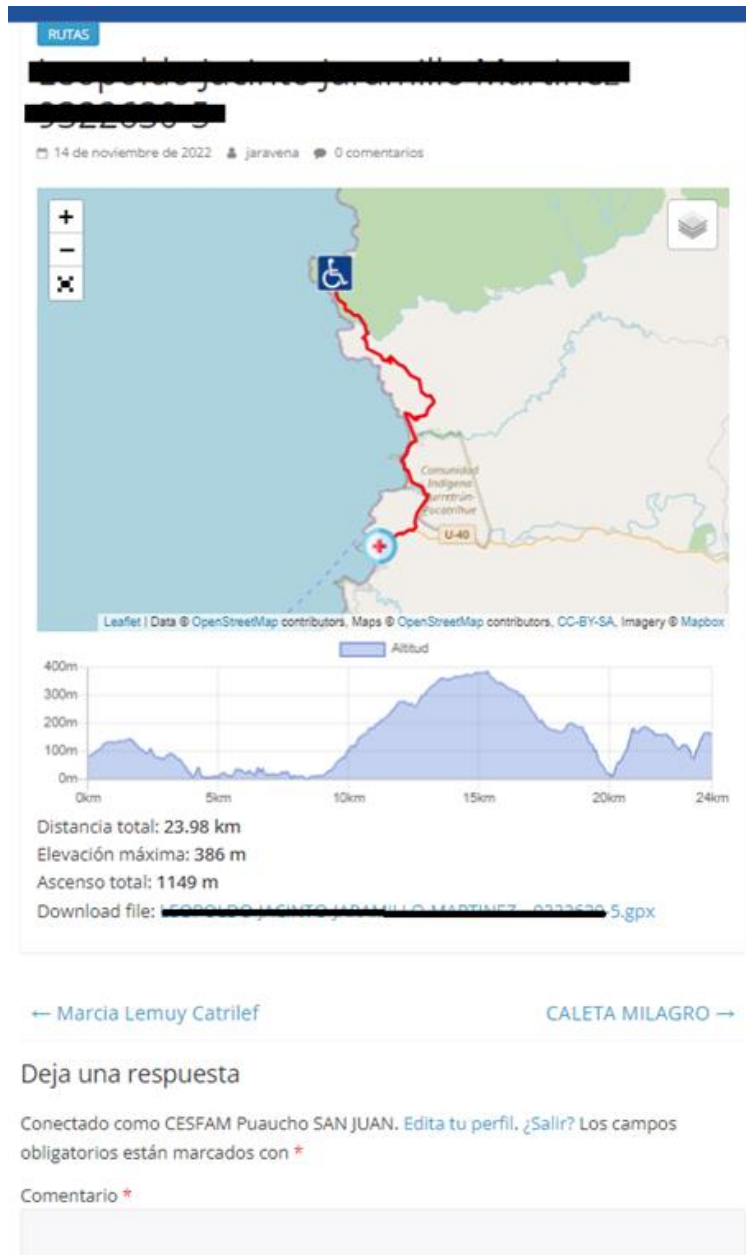 RUTAS
14 de noviembre de 2022 jaravena 0 comentarios
+
−
Comunidad
Indígena
U-40
Leaflet | Data © OpenStreetMap contributors, Maps © OpenStreetMap contributors, CC-BY-SA, Imagery © Mapbox
Altitud
400m
300m
200m
100m
0m
0km 5km 10km 15km 20km 24km
Distancia total: 23.98 km
Elevación máxima: 386 m
Ascenso total: 1149 m
Download file: 5.gpx
← Marcia Lemuy Catrilef CALETA MILAGRO →
Deja una respuesta
Conectado como CESFAM Puaucho SAN JUAN. Edita tu perfil. ¿Salir? Los campos
obligatorios están marcados con *
Comentario *